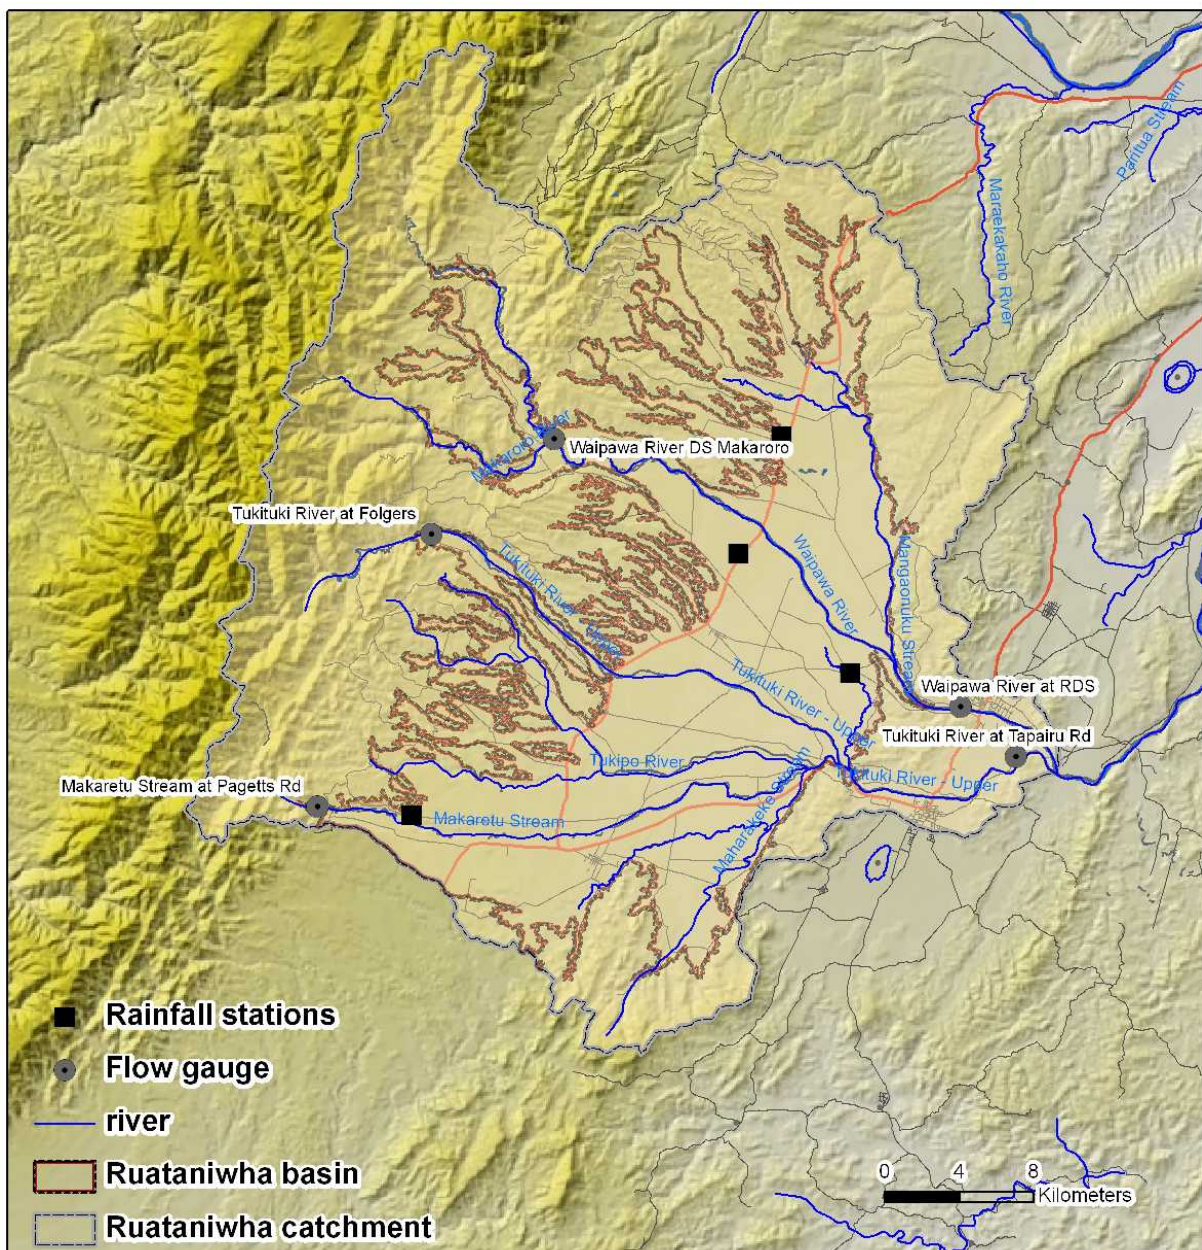 Paritua Stream
Maraekakaho River
Makaroro River
Waipawa River DS Makaroro
Tukituki River at Folgers
Tukituki River - Upper
Waipawa River
Mangaonuku Stream
Tukituki River - Upper
Waipawa River at RDS
Tukituki River at Tapairu Rd
Tukipo River
Tukituki River - Upper
Makaretu Stream at Pagetts Rd
Makaretu Stream
Maharakeke Stream
Rainfall stations
Flow gauge
river
Ruataniwha basin
Ruataniwha catchment
0 4 8
Kilometers